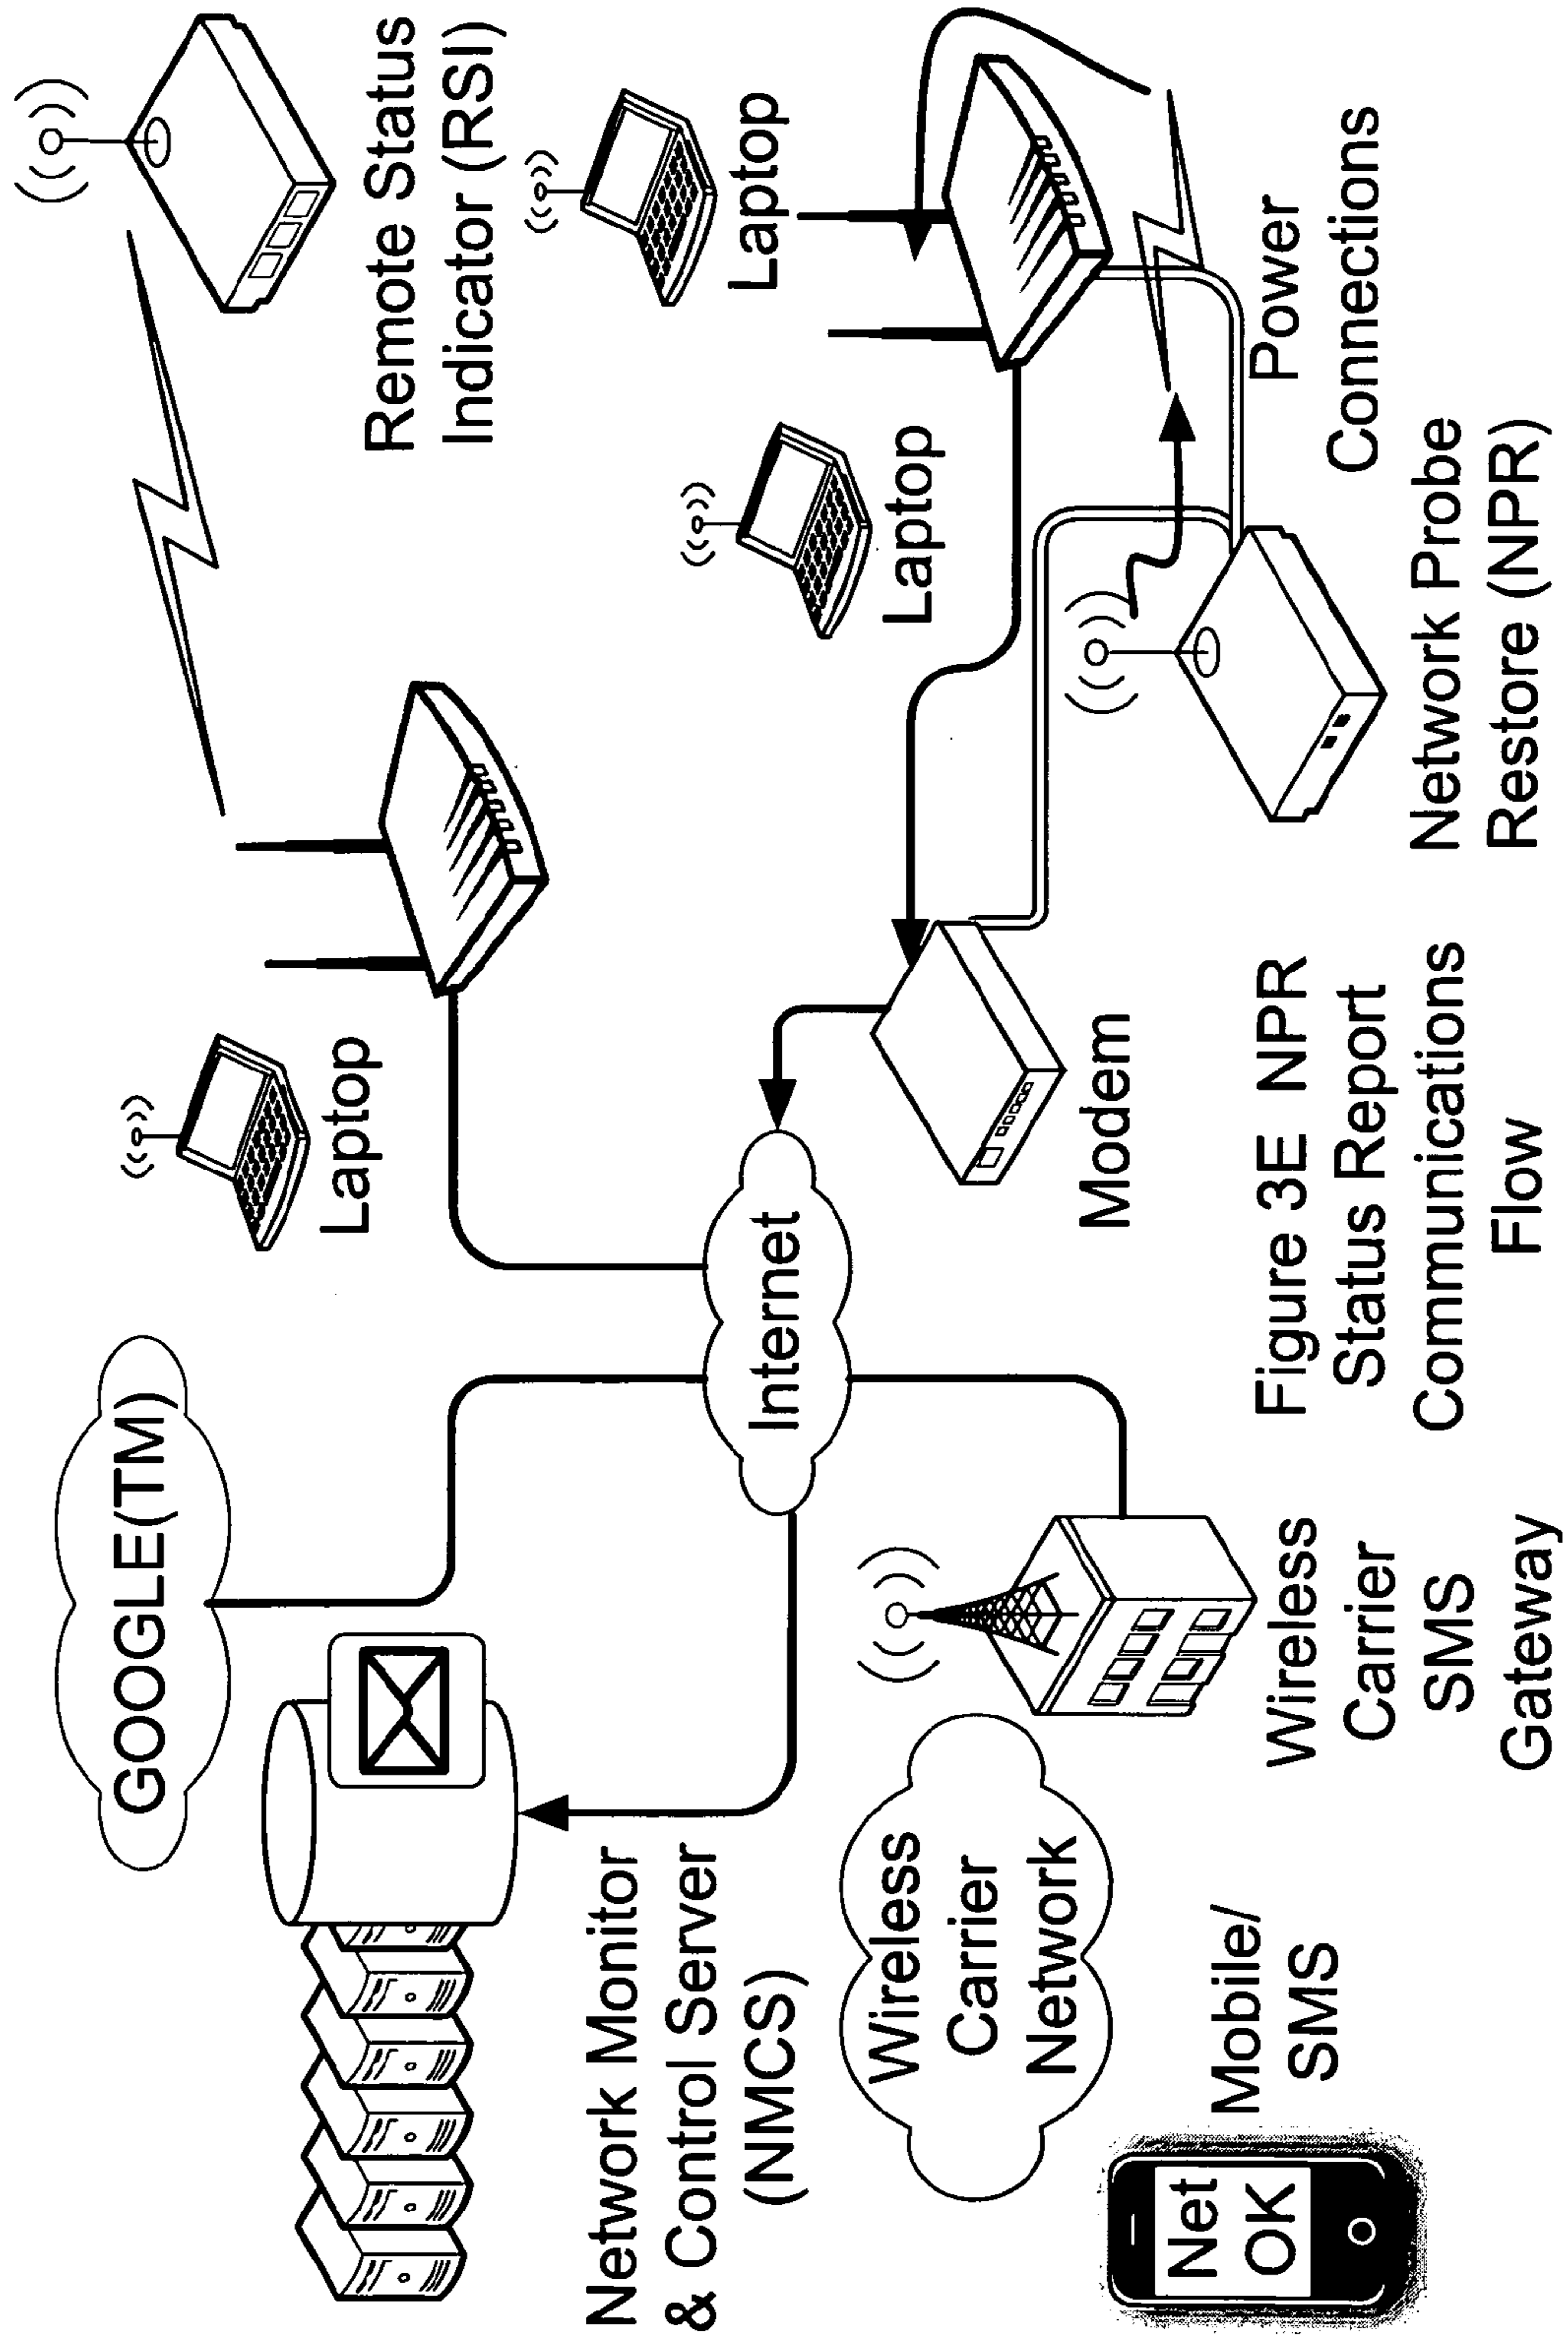 GOOGLE(TM)
Laptop
Remote Status
Indicator (RSI)
Network Monitor
& Control Server
(NMCS)
Internet
Laptop
Laptop
Wireless
Carrier
Network
Modem
Power
Connections
Mobile/
SMS
Net
OK
Wireless
Carrier
SMS
Gateway
Figure 3E NPR
Status Report
Communications
Flow
Network Probe
Restore (NPR)